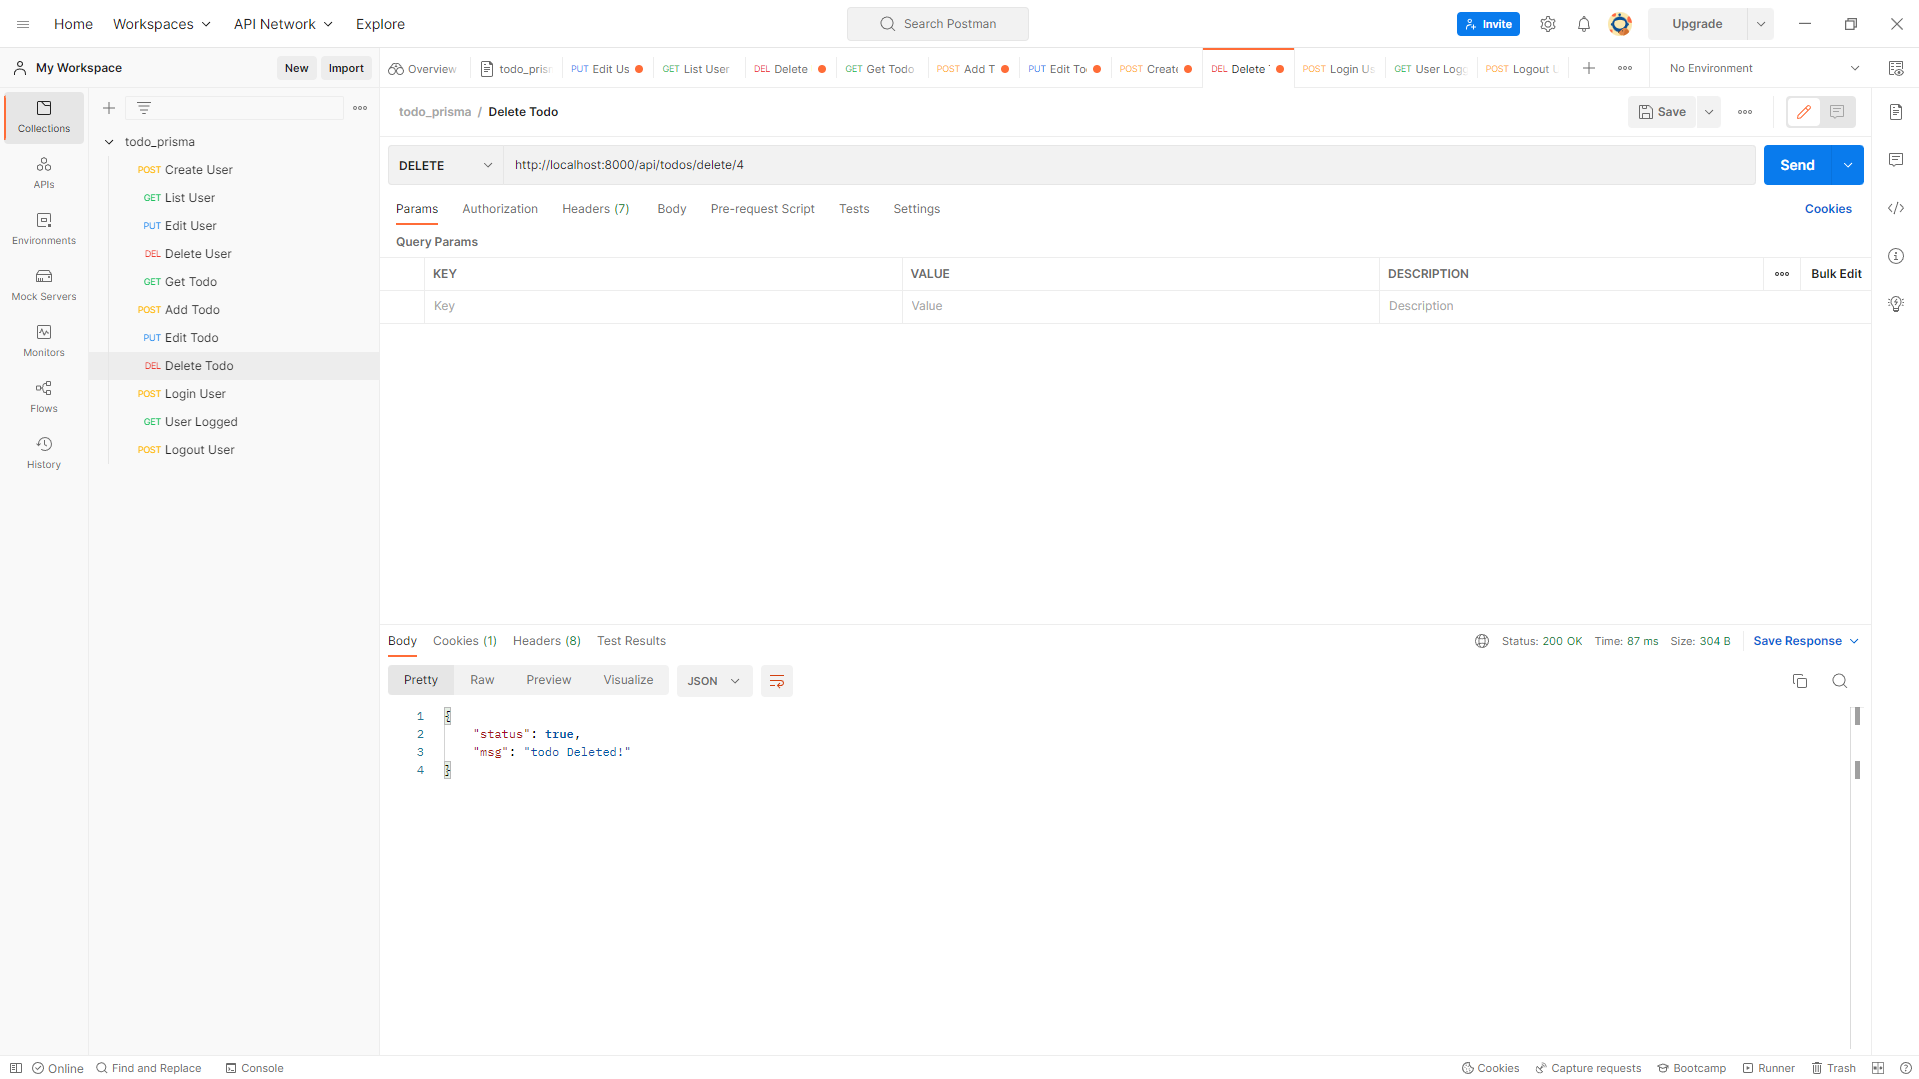 Home Workspaces API Network Explore Search Postman Invite Upgrade
My Workspace New Import Overview todo_pris PUT Edit Us GET List User DEL Delete GET Get Todo POST Add T PUT Edit To POST Create DEL Delete POST Login Us GET User Logg POST Logout No Environment
Collections
APIs
Environments
Mock Servers
Monitors
Flows
History
todo_prisma
POST Create User
GET List User
PUT Edit User
DEL Delete User
GET Get Todo
POST Add Todo
PUT Edit Todo
DEL Delete Todo
POST Login User
GET User Logged
POST Logout User
todo_prisma / Delete Todo Save
DELETE http://localhost:8000/api/todos/delete/4 Send
Params Authorization Headers (7) Body Pre-request Script Tests Settings Cookies
Query Params
KEY VALUE DESCRIPTION Bulk Edit
Key Value Description
Body Cookies (1) Headers (8) Test Results Status: 200 OK Time: 87 ms Size: 304 B Save Response
Pretty Raw Preview Visualize JSON
1 {
2 "status": true,
3 "msg": "todo Deleted!"
4 }
Online Find and Replace Console Cookies Capture requests Bootcamp Runner Trash